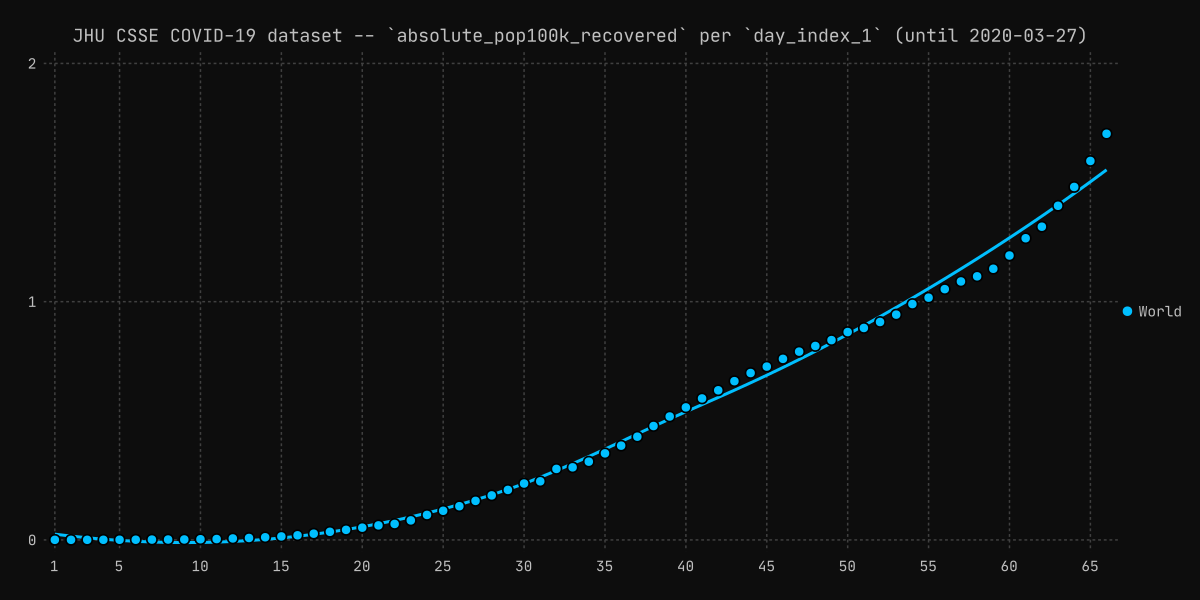 JHU CSSE COVID-19 dataset -- `absolute_pop100k_recovered` per `day_index_1` (until 2020-03-27)
2
1
0
World
1 5 10 15 20 25 30 35 40 45 50 55 60 65